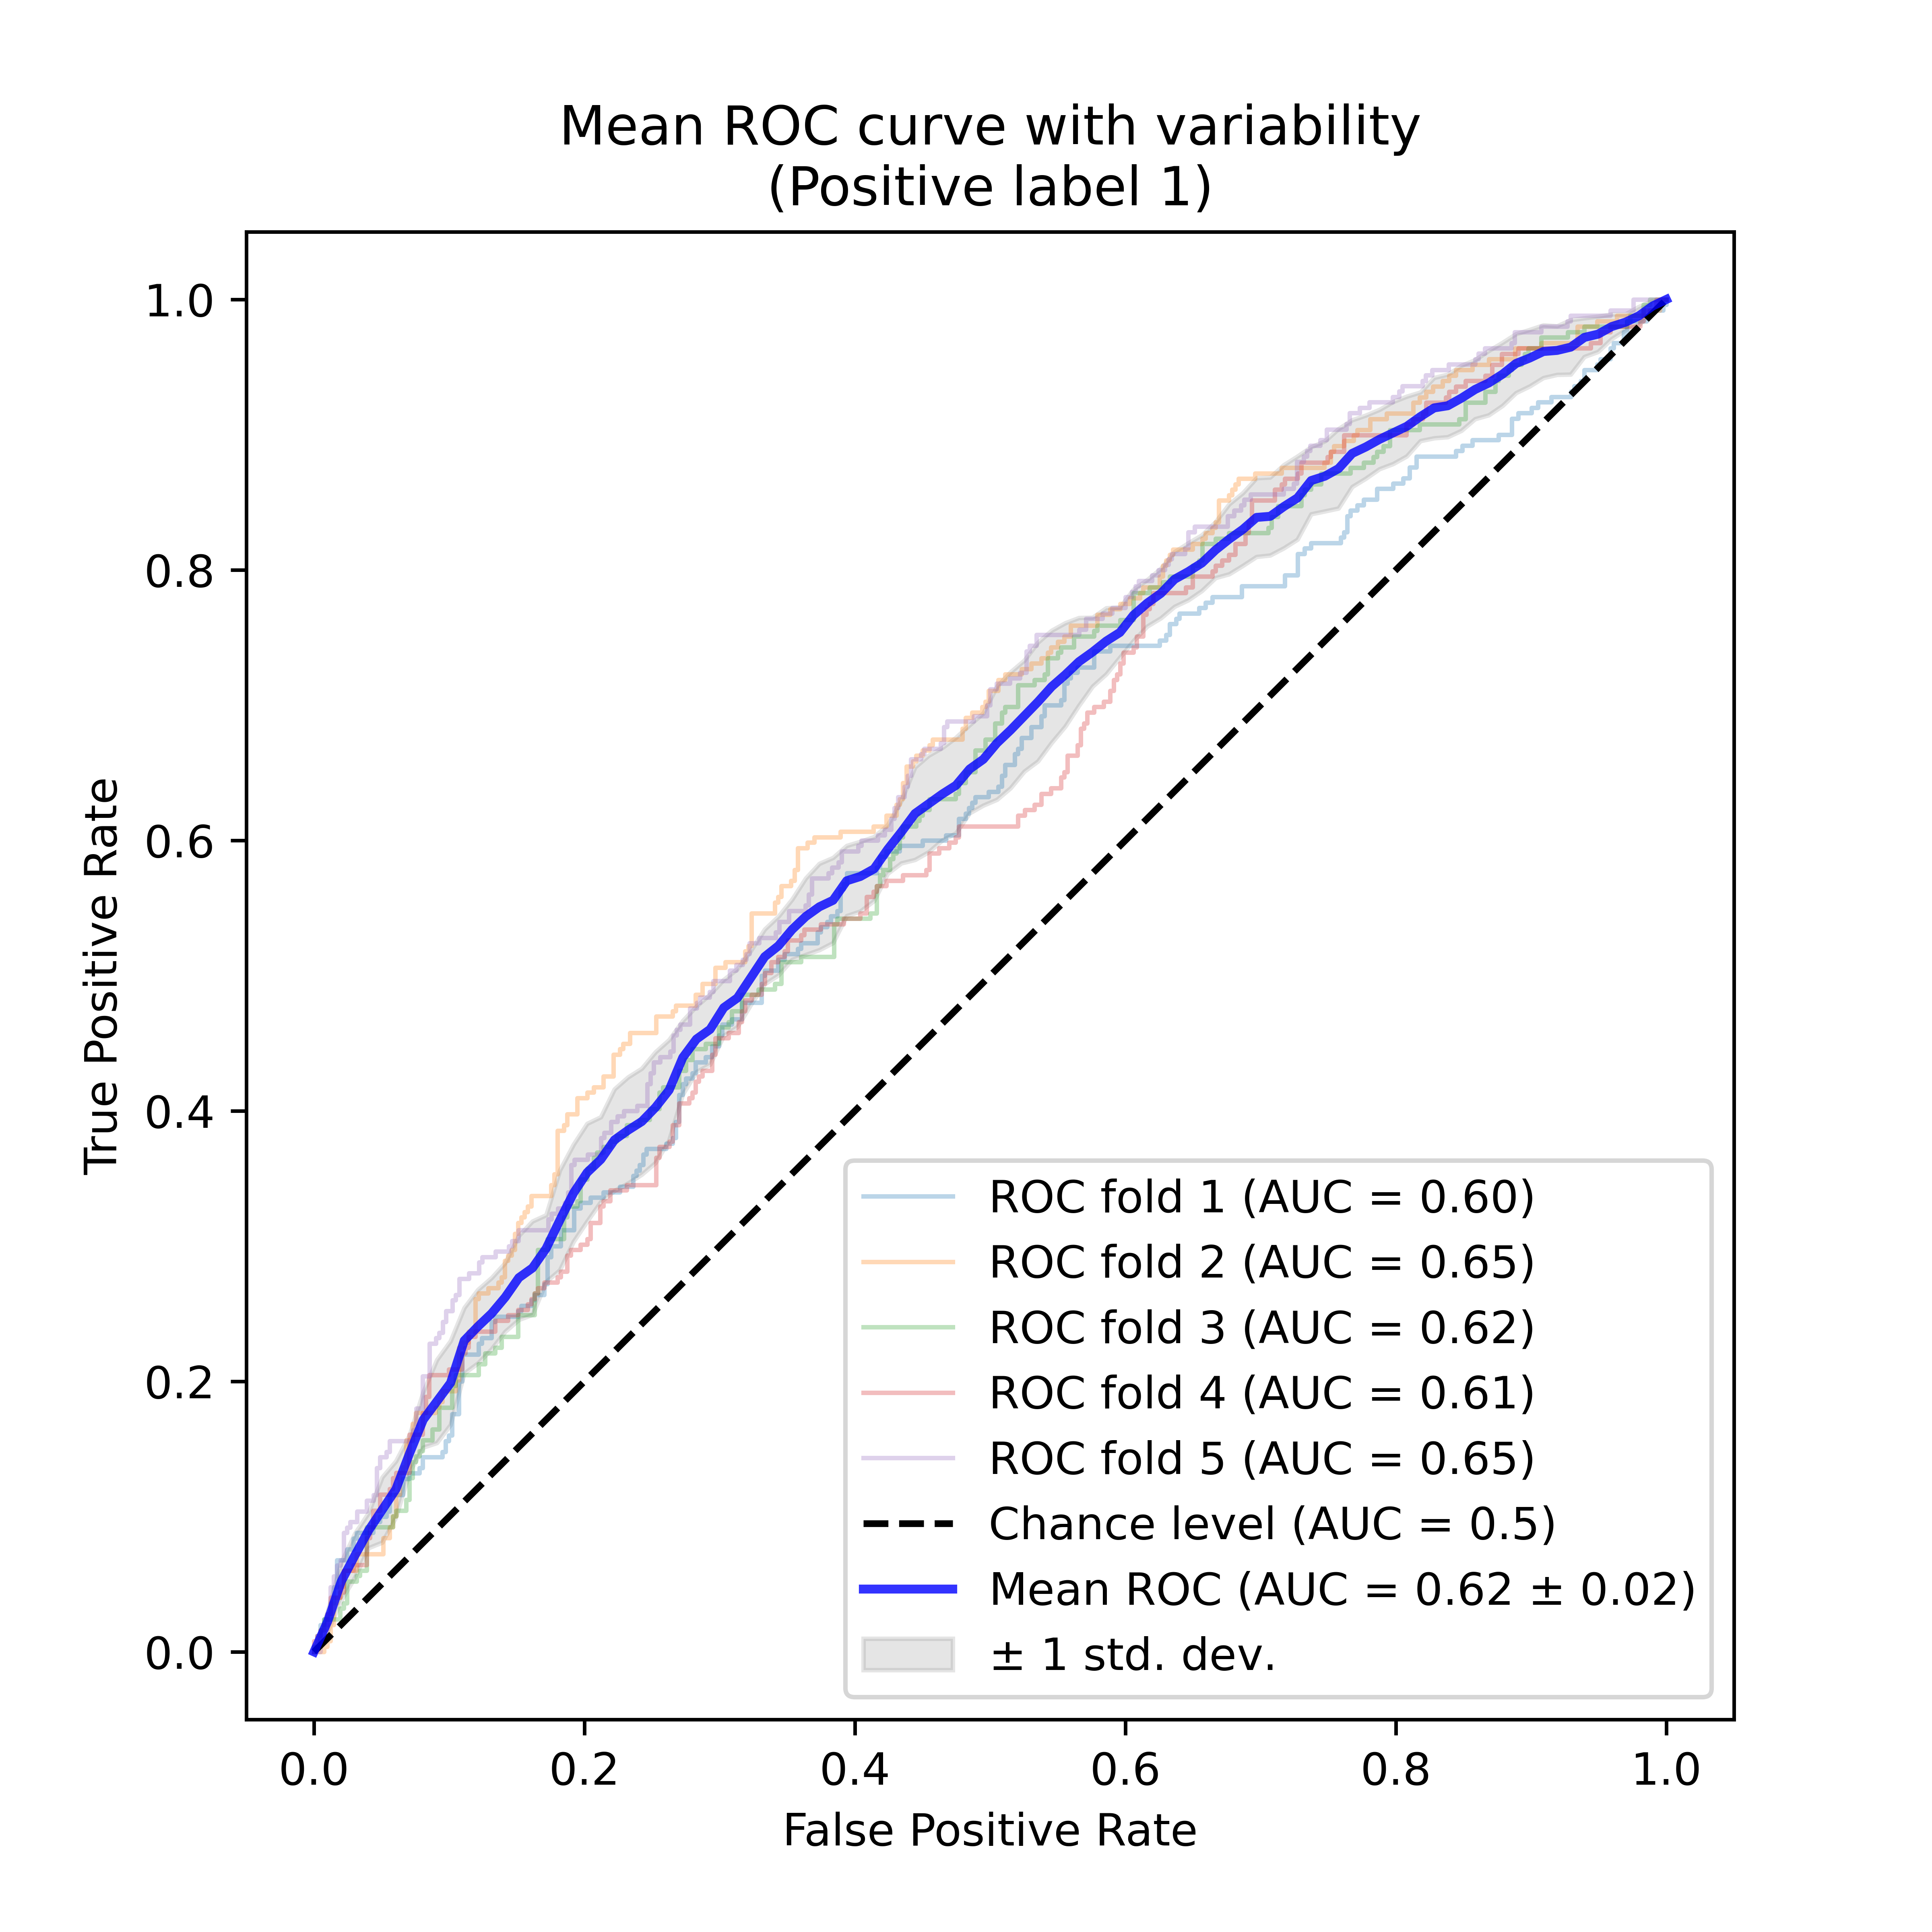 Mean ROC curve with variability
(Positive label 1)
True Positive Rate
1.0
0.8
0.6
0.4
0.2
0.0
ROC fold 1 (AUC = 0.60)
ROC fold 2 (AUC = 0.65)
ROC fold 3 (AUC = 0.62)
ROC fold 4 (AUC = 0.61)
ROC fold 5 (AUC = 0.65)
Chance level (AUC = 0.5)
Mean ROC (AUC = 0.62 ± 0.02)
± 1 std. dev.
0.0 0.2 0.4 0.6 0.8 1.0
False Positive Rate